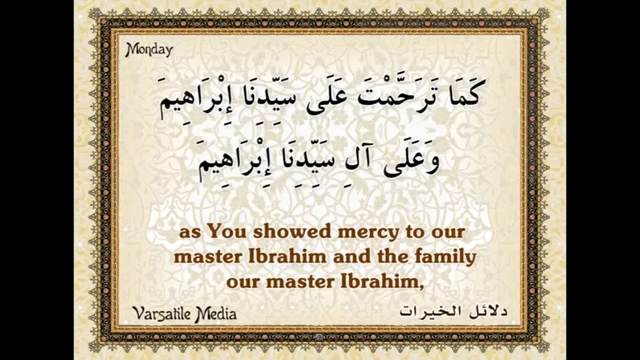 Monday
كَمَا تَرَحَّمْتَ عَلَى سَيِّدِنَا إِبْرَاهِيمَ
وَعَلَى آلِ سَيِّدِنَا إِبْرَاهِيمَ
as You showed mercy to our
master Ibrahim and the family
our master Ibrahim,
Varsatile Media
دلائل الخيرات